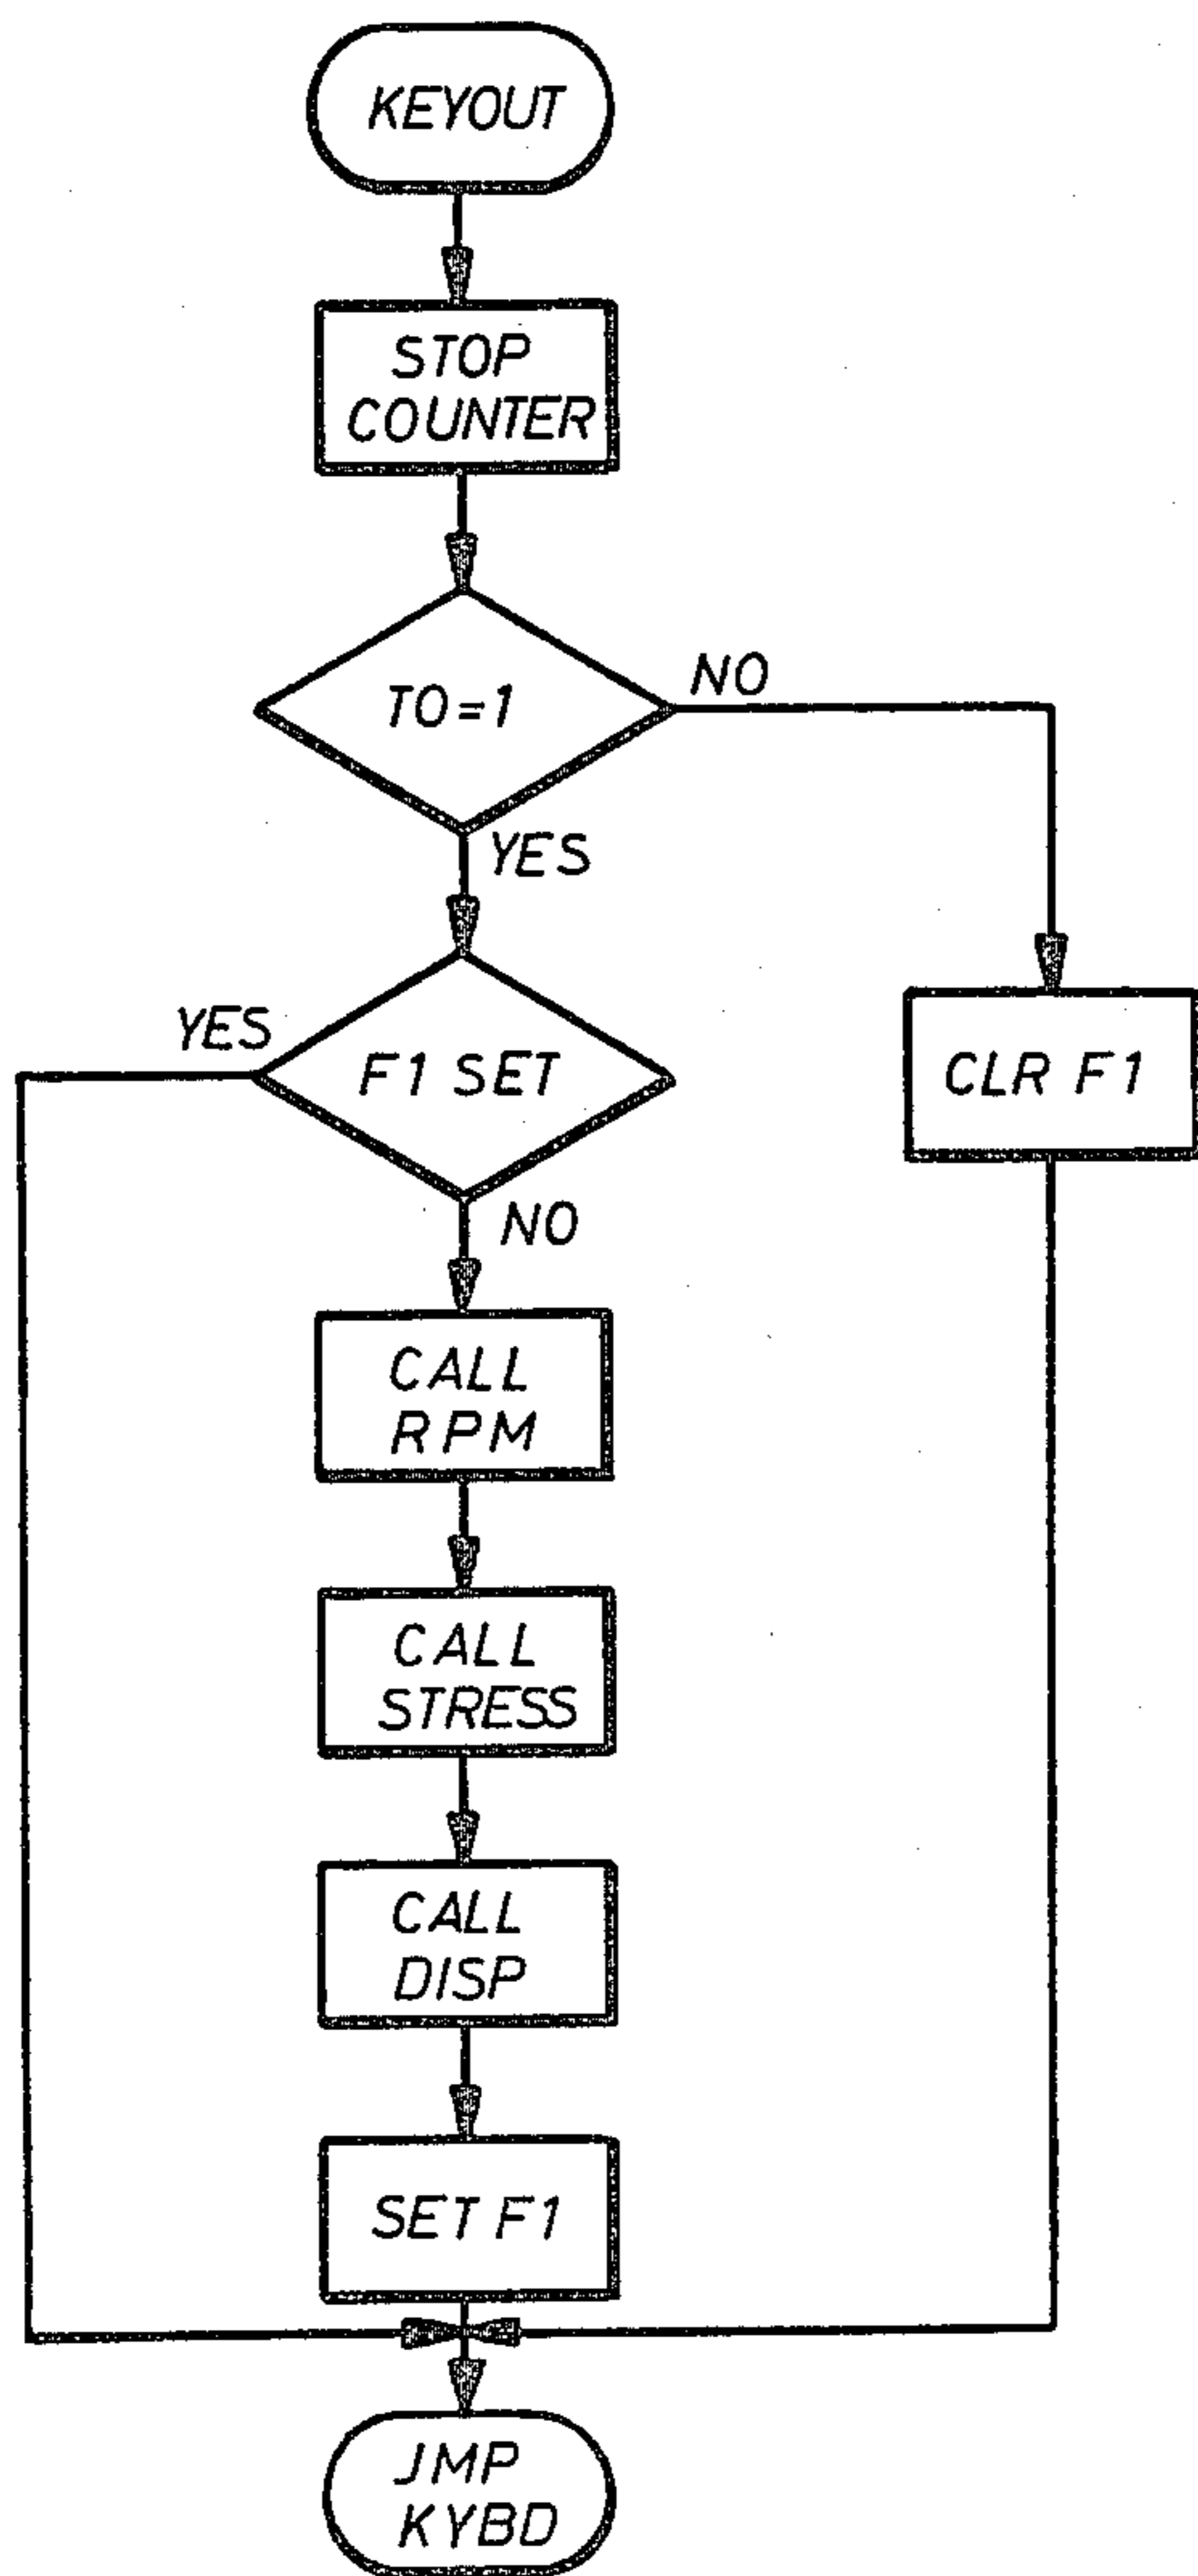 KEYOUT
STOP
COUNTER
TO=1
NO
YES
YES
F1 SET
CLR F1
NO
CALL
RPM
CALL
STRESS
CALL
DISP
SET F1
JMP
KYBD